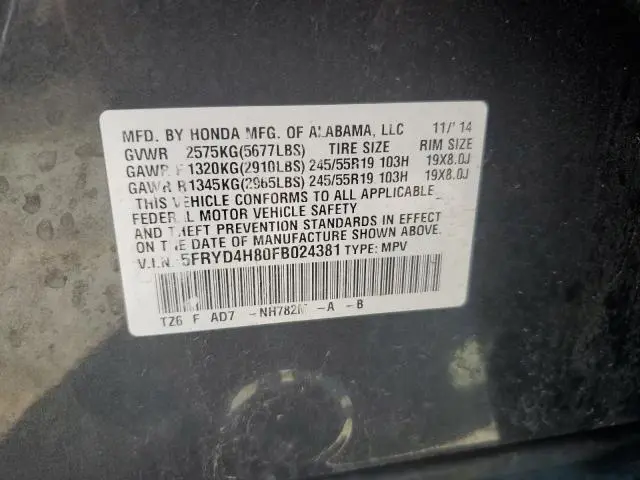 MFD. BY HONDA MFG. OF ALABAMA, LLC 11/'14
GVWR 2575KG(5677LBS) TIRE SIZE RIM SIZE
GAWR F 1320KG(2910LBS) 245/55R19 103H 19X8.0J
GAWR R 1345KG(2965LBS) 245/55R19 103H 19X8.0J
THIS VEHICLE CONFORMS TO ALL APPLICABLE
FEDERAL MOTOR VEHICLE SAFETY
AND THEFT PREVENTION STANDARDS IN EFFECT
ON THE DATE OF MANUFACTURE SHOWN ABOVE.
V.I.N. 5FRYD4H80FB024381 TYPE: MPV
TZ6 F AD7 -NH782M -A -B